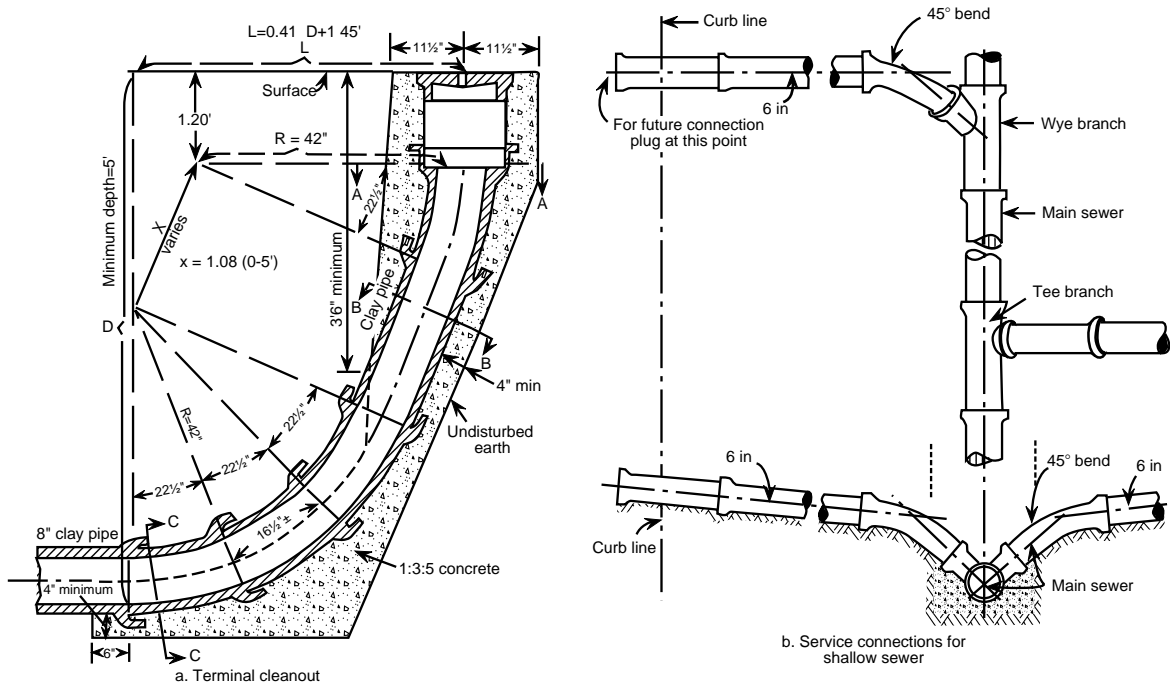 L=0.41 D+1 45'
L
11½"
11½"
Surface
1.20'
R = 42"
A
A
22½"
Minimum depth=5'
X
varies
x = 1.08 (0-5')
3'6" minimum
Clay pipe
B
B
D
4" min
Undisturbed
earth
R=42"
22½"
22½"
22½"
16½"±
C
8" clay pipe
1:3:5 concrete
4" minimum
6"
C
a. Terminal cleanout
Curb line
45° bend
6 in
For future connection
plug at this point
Wye branch
Main sewer
Tee branch
6 in
45° bend
6 in
Curb line
Main sewer
b. Service connections for
shallow sewer